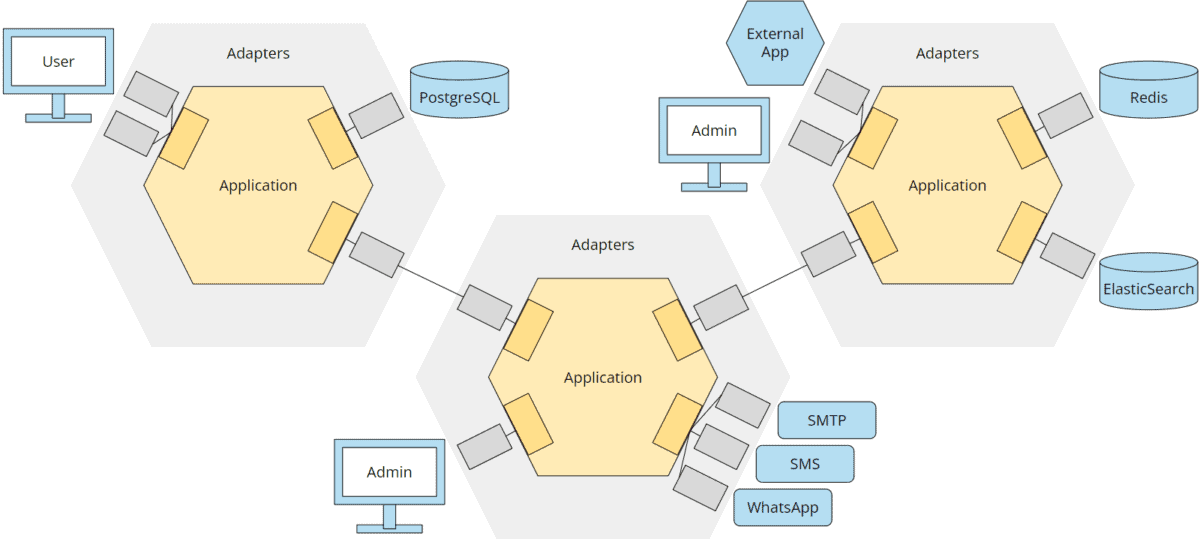 User
Adapters
PostgreSQL
Application
External
App
Adapters
Redis
Admin
Application
ElasticSearch
Adapters
Application
SMTP
SMS
WhatsApp
Admin